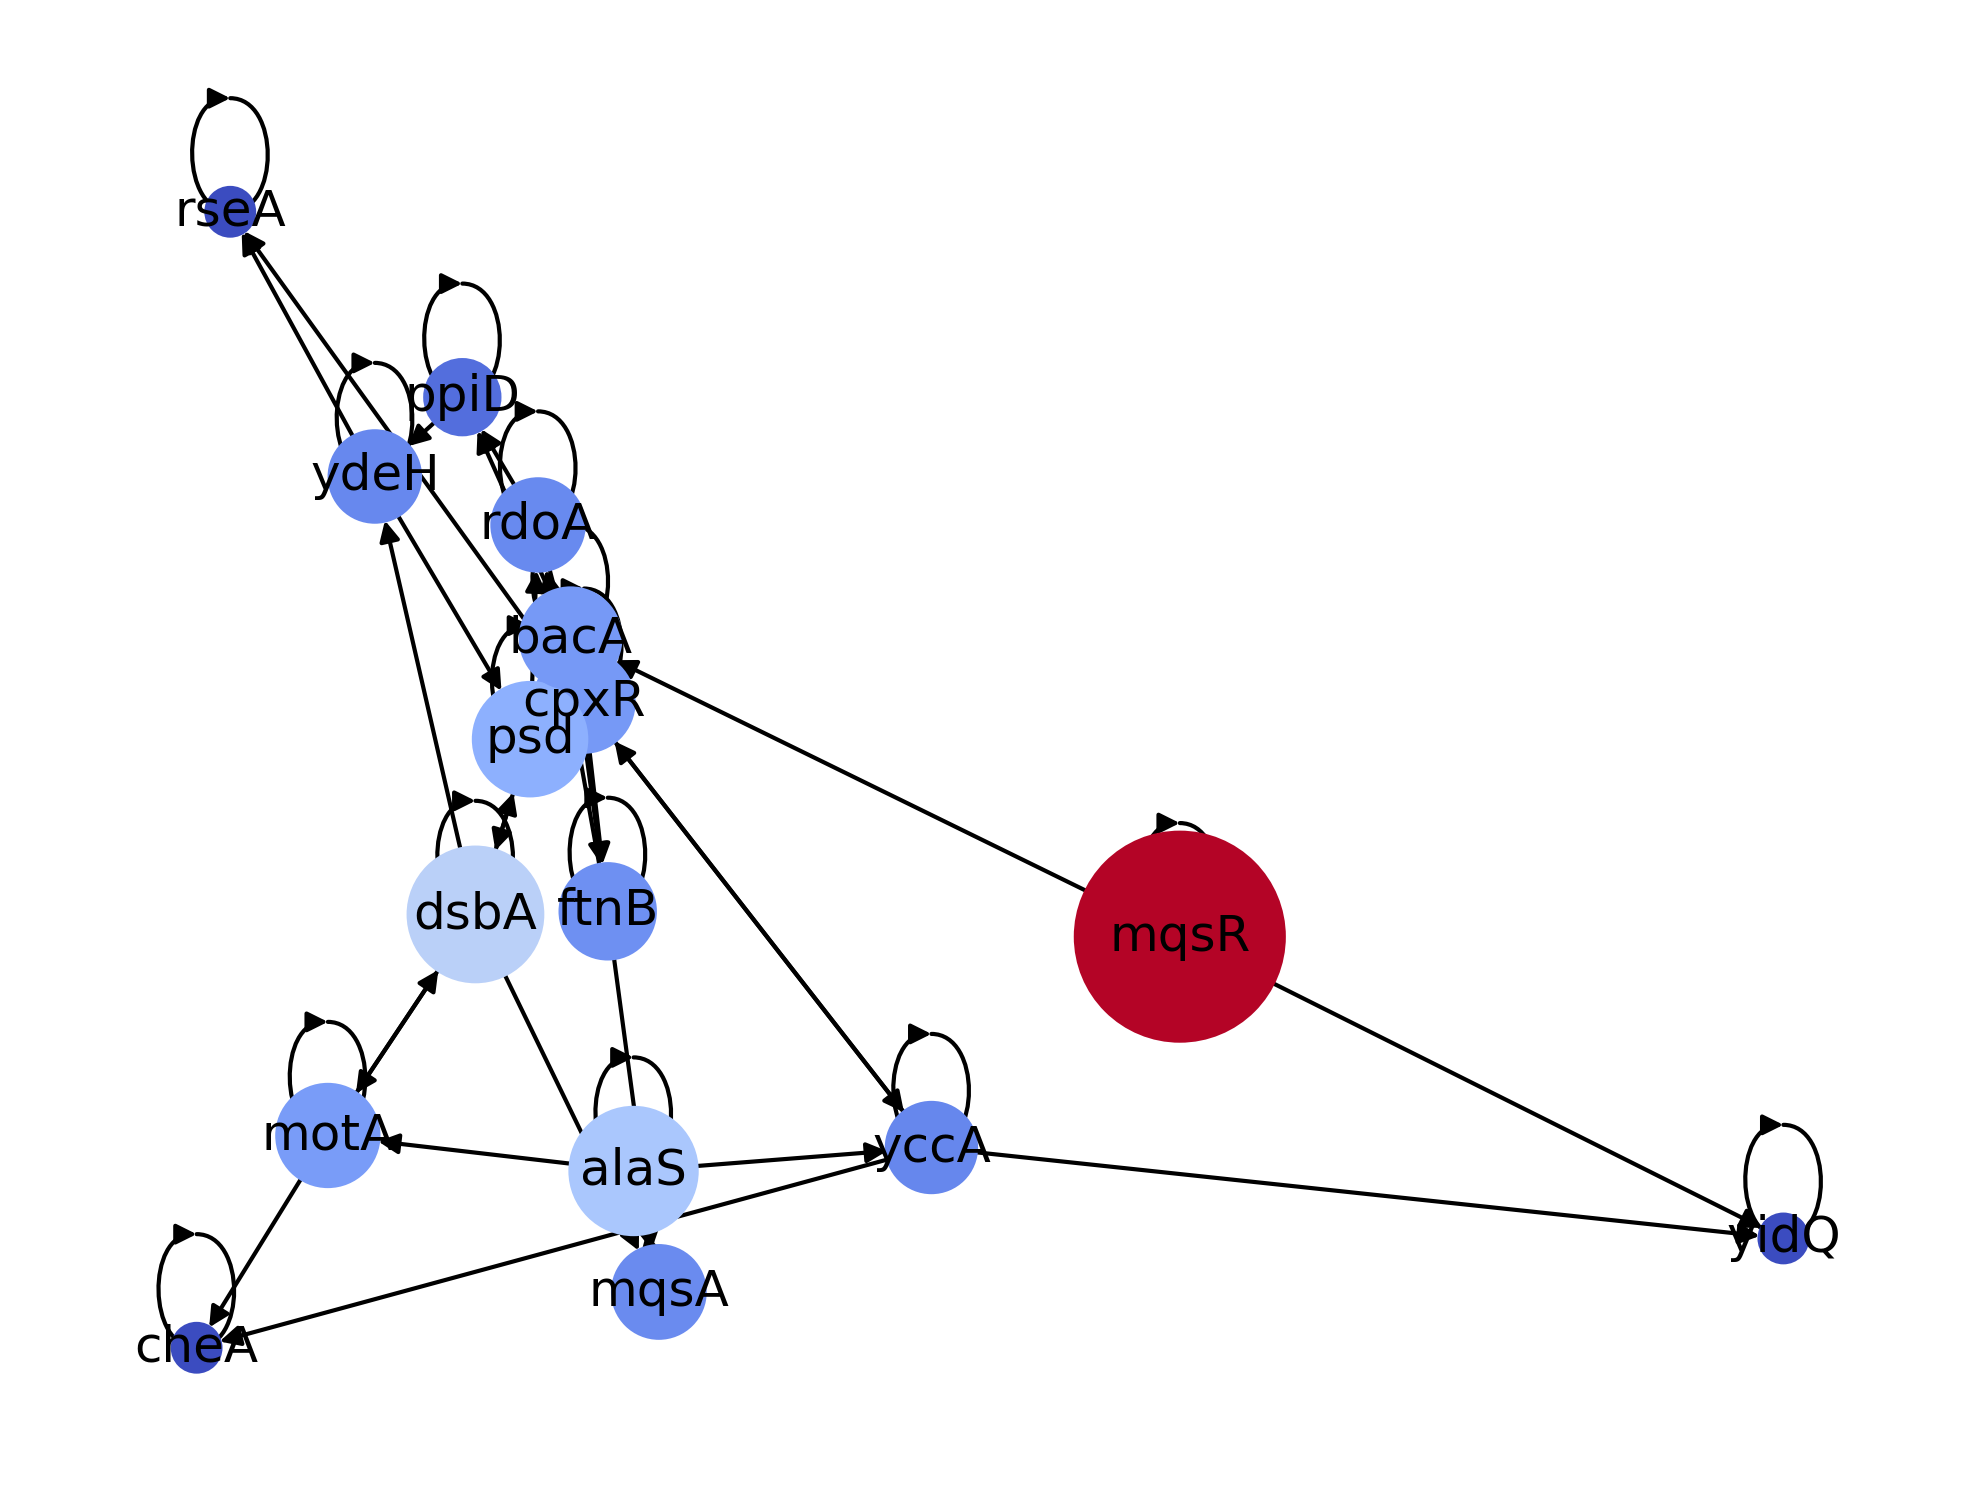 rseA
ppiD
ydeH
rdoA
bacA
cpxR
psd
dsbA
ftnB
mqsR
motA
yccA
alaS
yidQ
mqsA
cheA